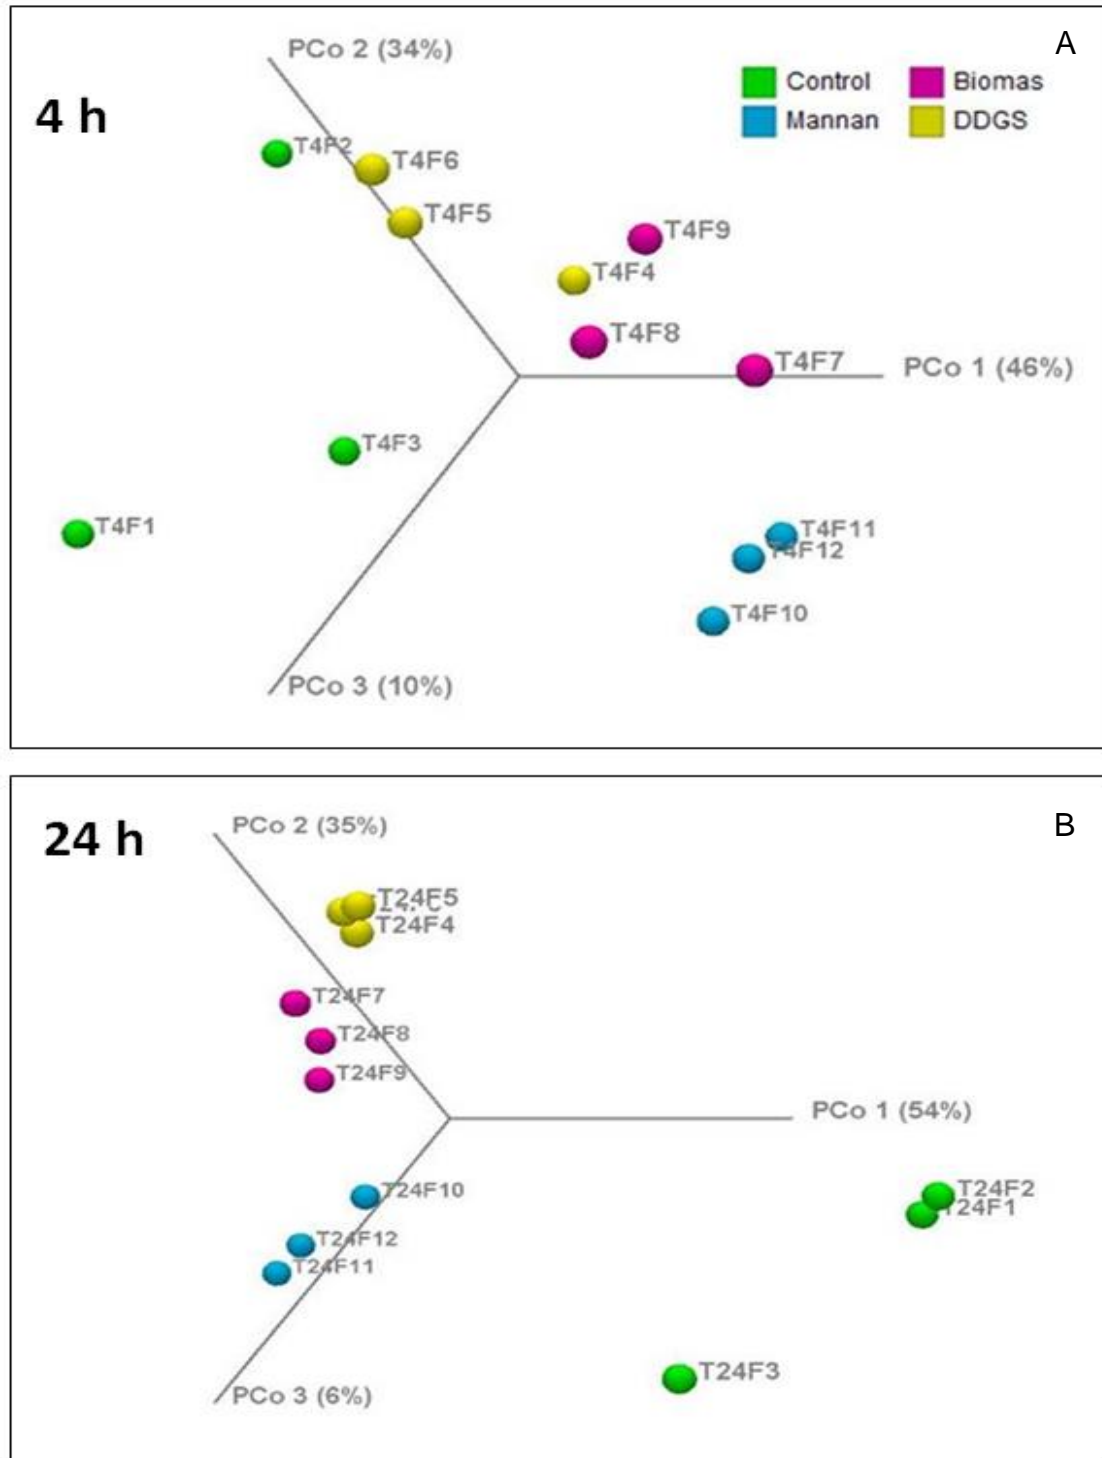 A
PCo 2 (34%)
4 h
Control
Biomas
Mannan
DDGS
T4F2
T4F6
T4F5
T4F9
T4F4
T4F8
T4F7
PCo 1 (46%)
T4F3
T4F1
T4F11
T4F12
T4F10
PCo 3 (10%)
B
PCo 2 (35%)
24 h
T24F5
T24F4
T24F7
T24F8
T24F9
PCo 1 (54%)
T24F10
T24F2
T24F1
T24F12
T24F11
T24F3
PCo 3 (6%)